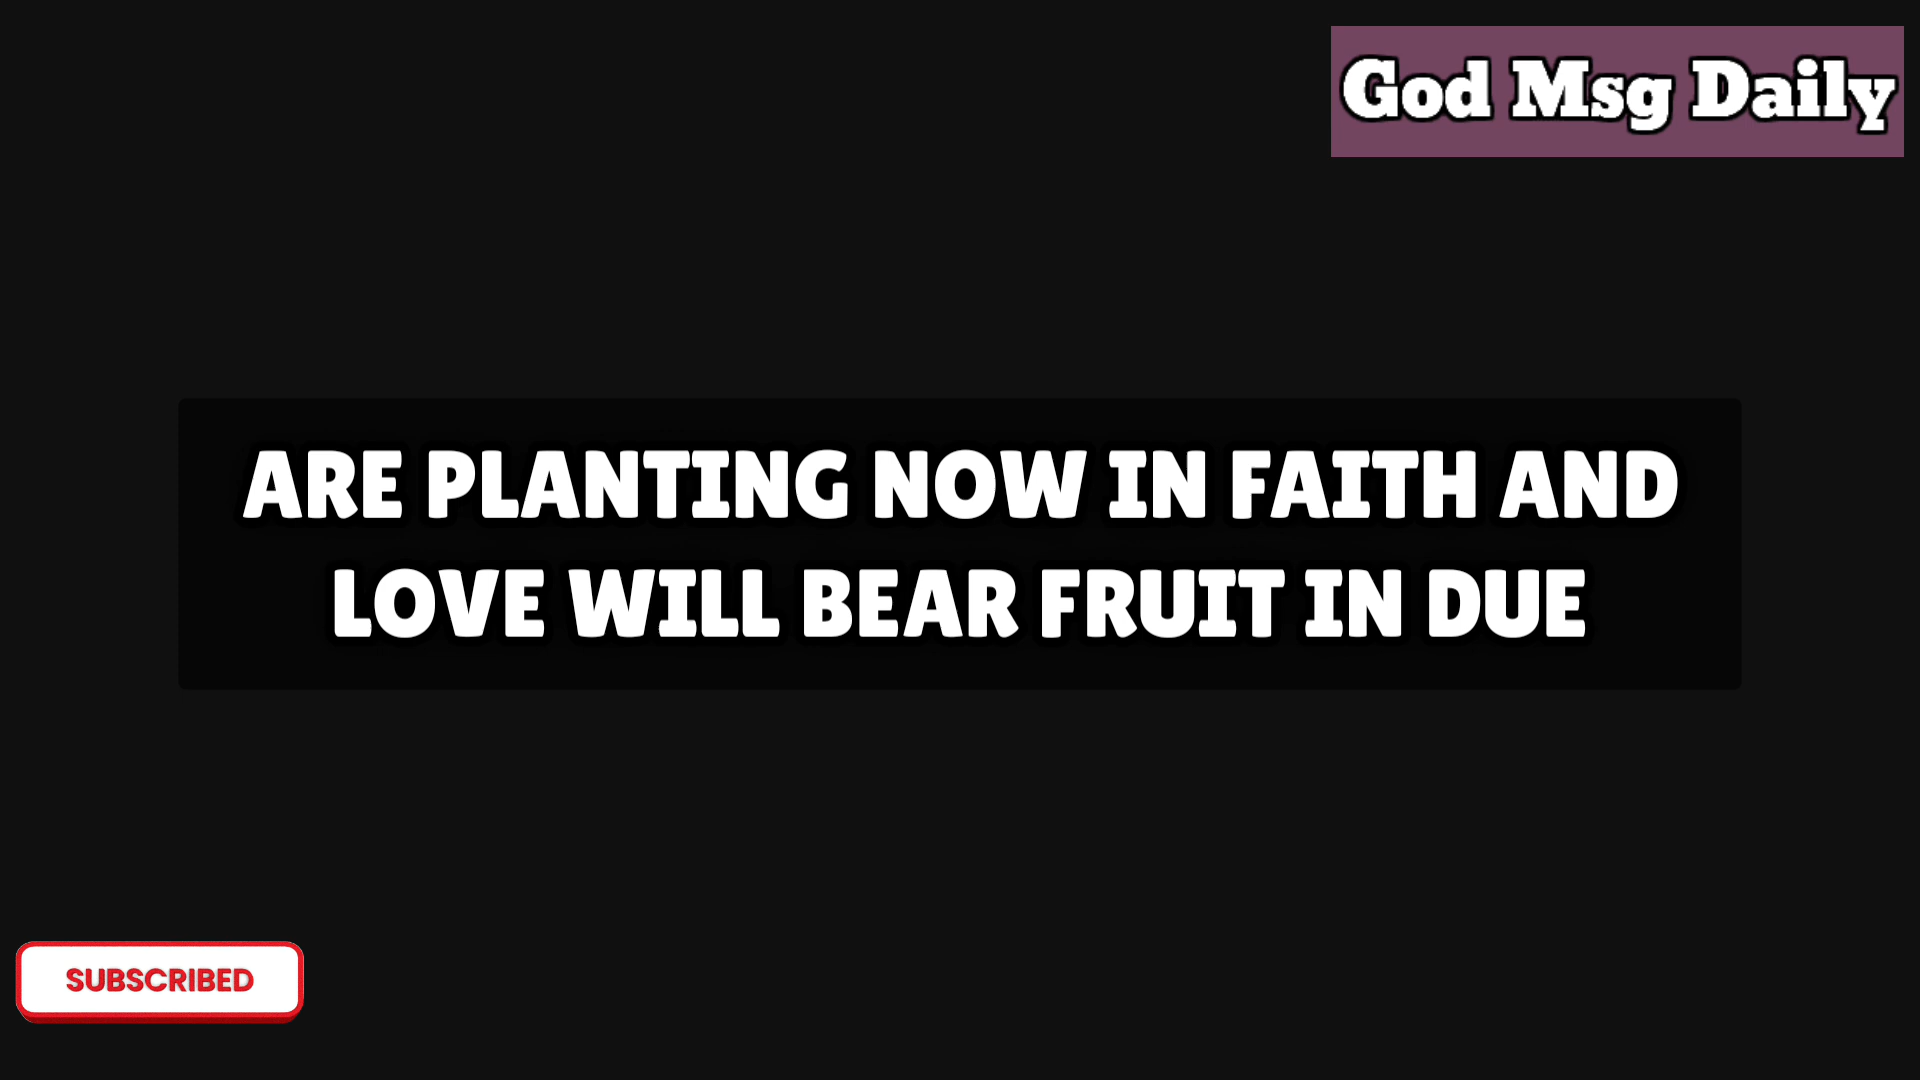 God Msg Daily
ARE PLANTING NOW IN FAITH AND
LOVE WILL BEAR FRUIT IN DUE
SUBSCRIBED